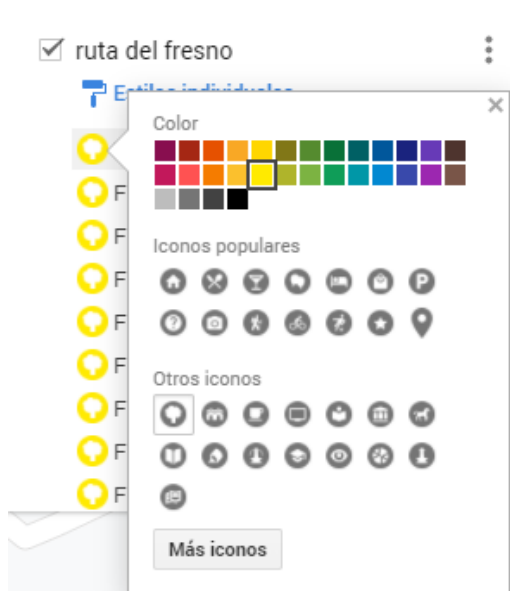 ruta del fresno
Color
Iconos populares
Otros iconos
Más iconos
F
F
F
F
F
F
F
F